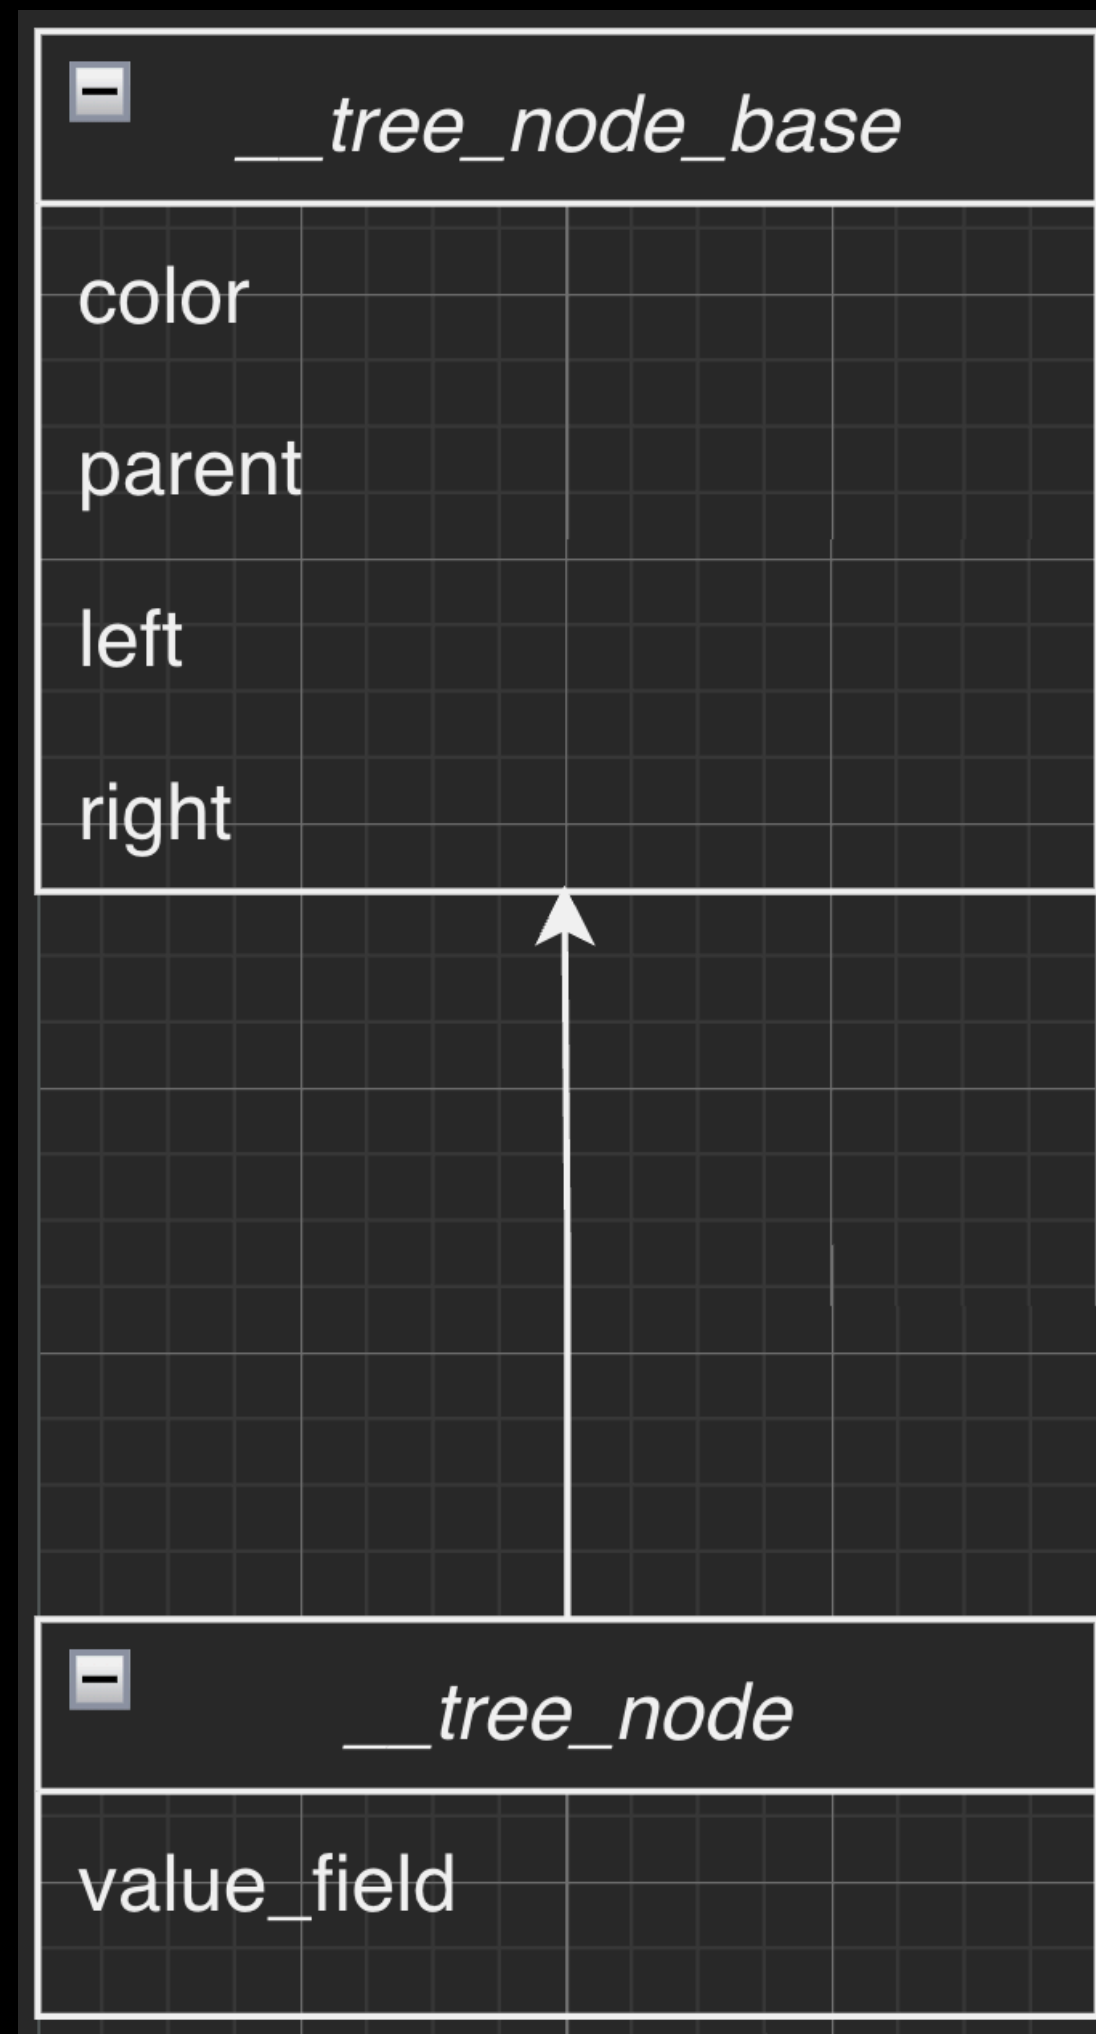 __tree_node_base
color
parent
left
right
__tree_node
value_field